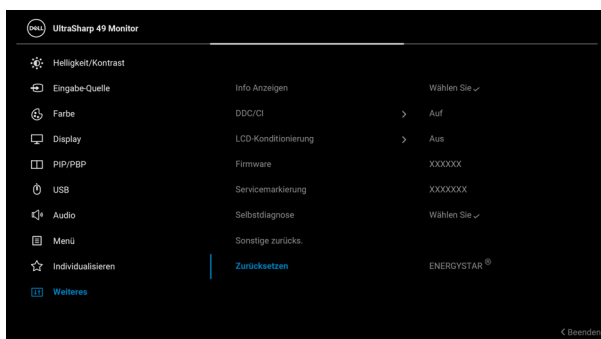 DELL UltraSharp 49 Monitor
Helligkeit/Kontrast
Eingabe-Quelle Info Anzeigen Wählen Sie
Farbe DDC/CI Auf
Display LCD-Konditionierung Aus
PIP/PBP Firmware XXXXXX
USB Servicemarkierung XXXXXXX
Audio Selbstdiagnose Wählen Sie
Menü Sonstige zurücks.
Individualisieren Zurücksetzen ENERGYSTAR ®
Weiteres
Beenden